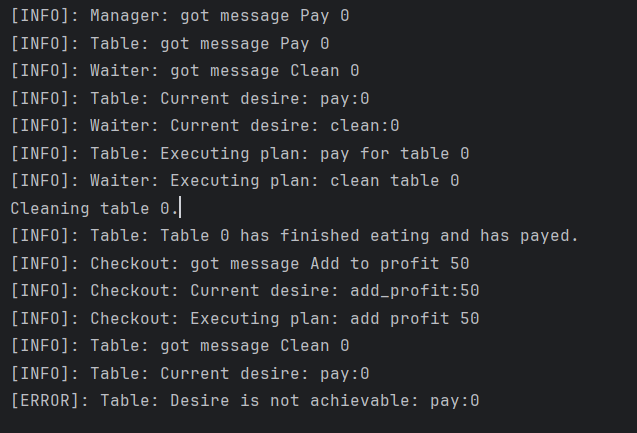 [INFO]: Manager: got message Pay 0
[INFO]: Table: got message Pay 0
[INFO]: Waiter: got message Clean 0
[INFO]: Table: Current desire: pay:0
[INFO]: Waiter: Current desire: clean:0
[INFO]: Table: Executing plan: pay for table 0
[INFO]: Waiter: Executing plan: clean table 0
Cleaning table 0.
[INFO]: Table: Table 0 has finished eating and has payed.
[INFO]: Checkout: got message Add to profit 50
[INFO]: Checkout: Current desire: add_profit:50
[INFO]: Checkout: Executing plan: add profit 50
[INFO]: Table: got message Clean 0
[INFO]: Table: Current desire: pay:0
[ERROR]: Table: Desire is not achievable: pay:0